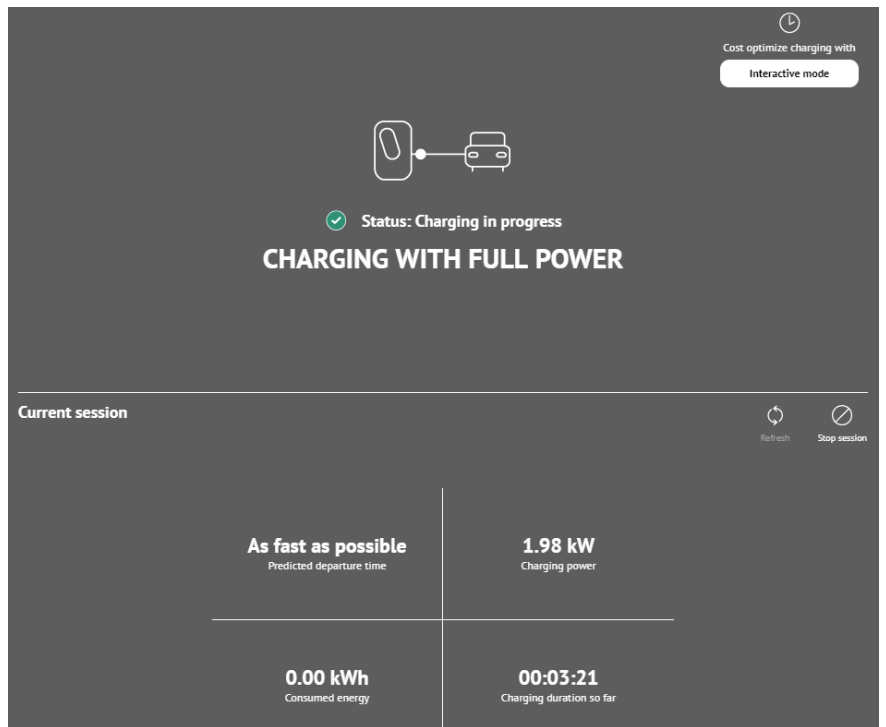 Cost optimize charging with
Interactive mode
Status: Charging in progress
CHARGING WITH FULL POWER
Current session
Refresh
Stop session
As fast as possible
Predicted departure time
1.98 kW
Charging power
0.00 kWh
Consumed energy
00:03:21
Charging duration so far